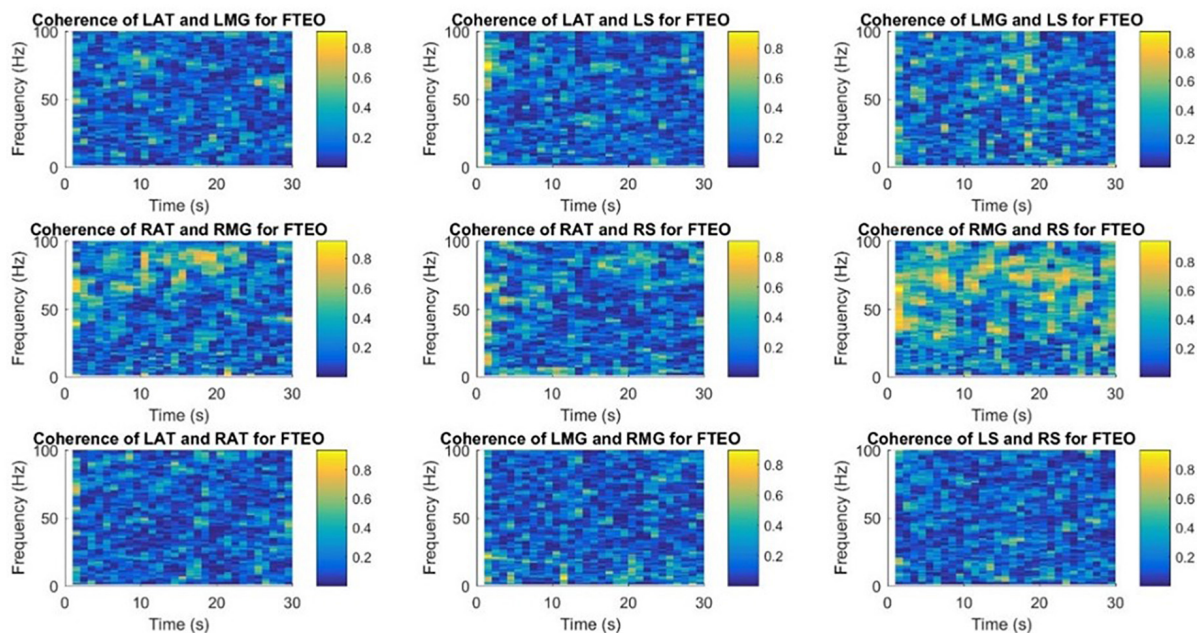 Coherence of LAT and LMG for FTEO
Coherence of LAT and LS for FTEO
Coherence of LMG and LS for FTEO
100
50
0
Frequency (Hz)
0 10 20 30
Time (s)
0.8
0.6
0.4
0.2
100
50
0
Frequency (Hz)
0 10 20 30
Time (s)
0.8
0.6
0.4
0.2
100
50
0
Frequency (Hz)
0 10 20 30
Time (s)
0.8
0.6
0.4
0.2
Coherence of RAT and RMG for FTEO
Coherence of RAT and RS for FTEO
Coherence of RMG and RS for FTEO
100
50
0
Frequency (Hz)
0 10 20 30
Time (s)
0.8
0.6
0.4
0.2
100
50
0
Frequency (Hz)
0 10 20 30
Time (s)
0.8
0.6
0.4
0.2
100
50
0
Frequency (Hz)
0 10 20 30
Time (s)
0.8
0.6
0.4
0.2
Coherence of LAT and RAT for FTEO
Coherence of LMG and RMG for FTEO
Coherence of LS and RS for FTEO
100
50
0
Frequency (Hz)
0 10 20 30
Time (s)
0.8
0.6
0.4
0.2
100
50
0
Frequency (Hz)
0 10 20 30
Time (s)
0.8
0.6
0.4
0.2
100
50
0
Frequency (Hz)
0 10 20 30
Time (s)
0.8
0.6
0.4
0.2